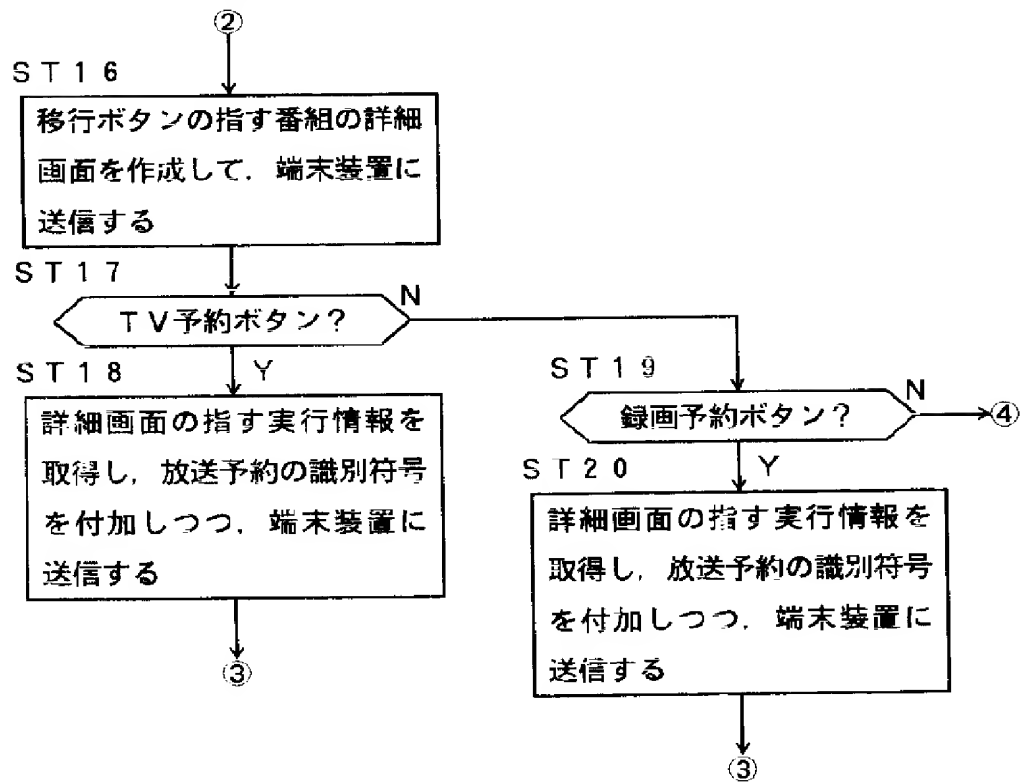 ②
ST16
移行ボタンの指す番組の詳細
画面を作成して，端末装置に
送信する
ST17
TV予約ボタン？
N
Y
ST18
詳細画面の指す実行情報を
取得し，放送予約の識別符号
を付加しつつ，端末装置に
送信する
③
ST19
録画予約ボタン？
N
④
Y
ST20
詳細画面の指す実行情報を
取得し，放送予約の識別符号
を付加しつつ，端末装置に
送信する
③